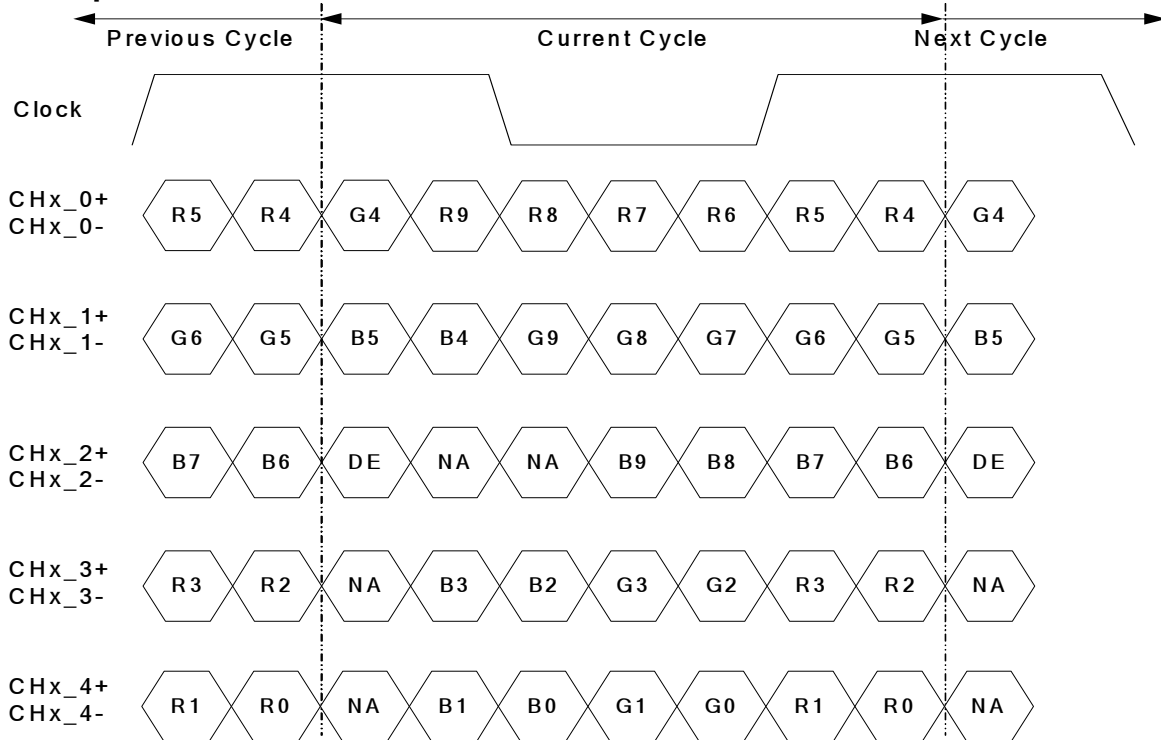 Previous Cycle Current Cycle Next Cycle
Clock
CHx_0+
CHx_0-
R5 R4 G4 R9 R8 R7 R6 R5 R4 G4
CHx_1+
CHx_1-
G6 G5 B5 B4 G9 G8 G7 G6 G5 B5
CHx_2+
CHx_2-
B7 B6 DE NA NA B9 B8 B7 B6 DE
CHx_3+
CHx_3-
R3 R2 NA B3 B2 G3 G2 R3 R2 NA
CHx_4+
CHx_4-
R1 R0 NA B1 B0 G1 G0 R1 R0 NA